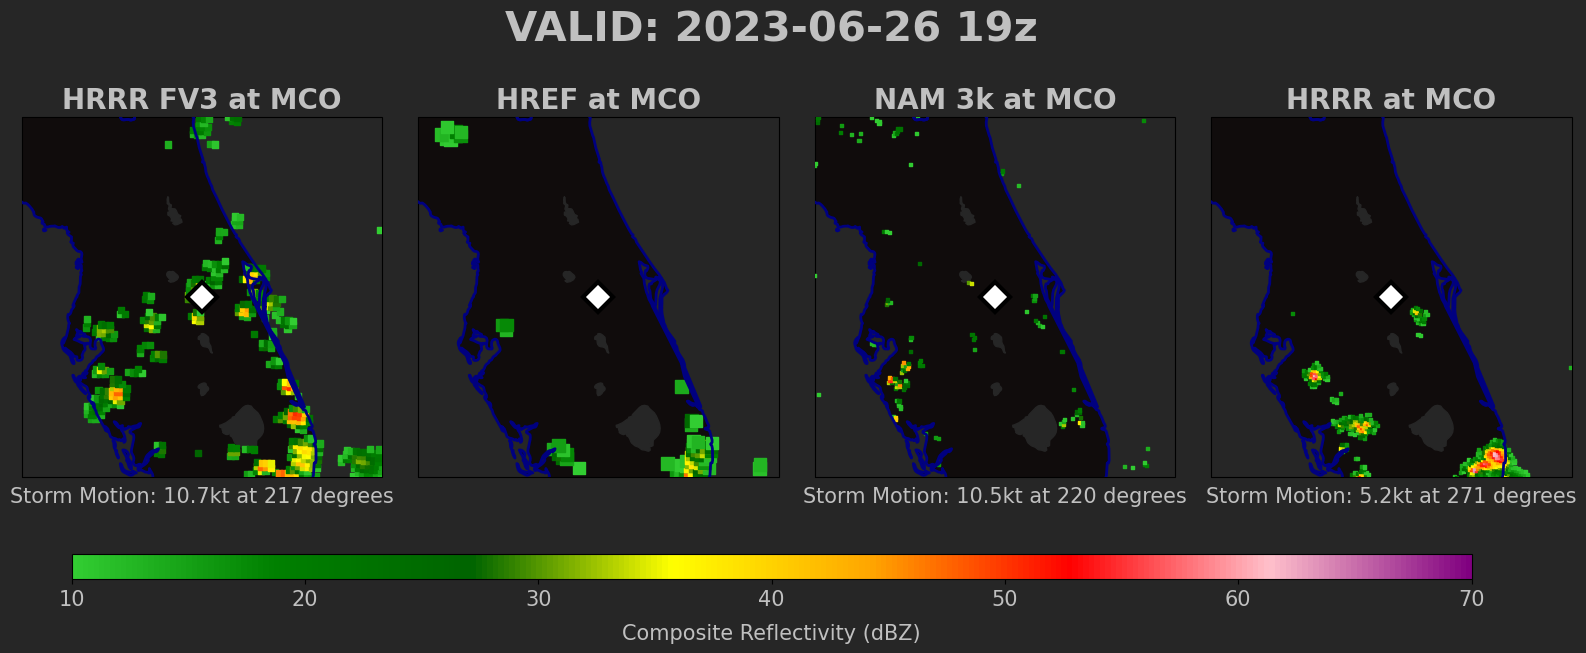 VALID: 2023-06-26 19z
HRRR FV3 at MCO
HREF at MCO
NAM 3k at MCO
HRRR at MCO
Storm Motion: 10.7kt at 217 degrees
Storm Motion: 10.5kt at 220 degrees
Storm Motion: 5.2kt at 271 degrees
10 20 30 40 50 60 70
Composite Reflectivity (dBZ)